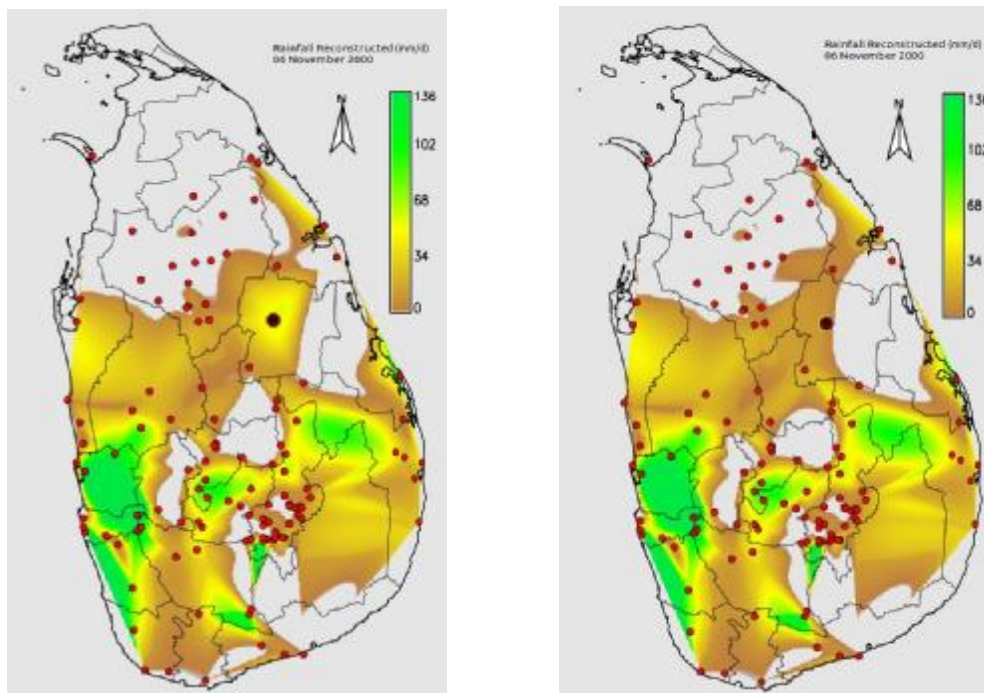 Rainfall Reconstructed (mm/d)
06 November 2000
N
136
102
68
34
0
Rainfall Reconstructed (mm/d)
06 November 2000
N
136
102
68
34
0